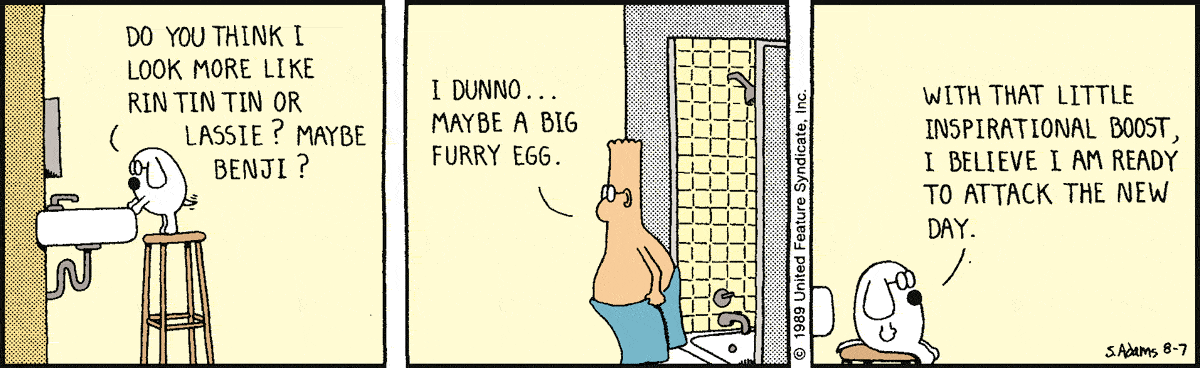 DO YOU THINK I
LOOK MORE LIKE
RIN TIN TIN OR
LASSIE? MAYBE
BENJI?
I DUNNO...
MAYBE A BIG
FURRY EGG.
© 1989 United Feature Syndicate, Inc.
WITH THAT LITTLE
INSPIRATIONAL BOOST,
I BELIEVE I AM READY
TO ATTACK THE NEW
DAY.
S.Adams 8-7